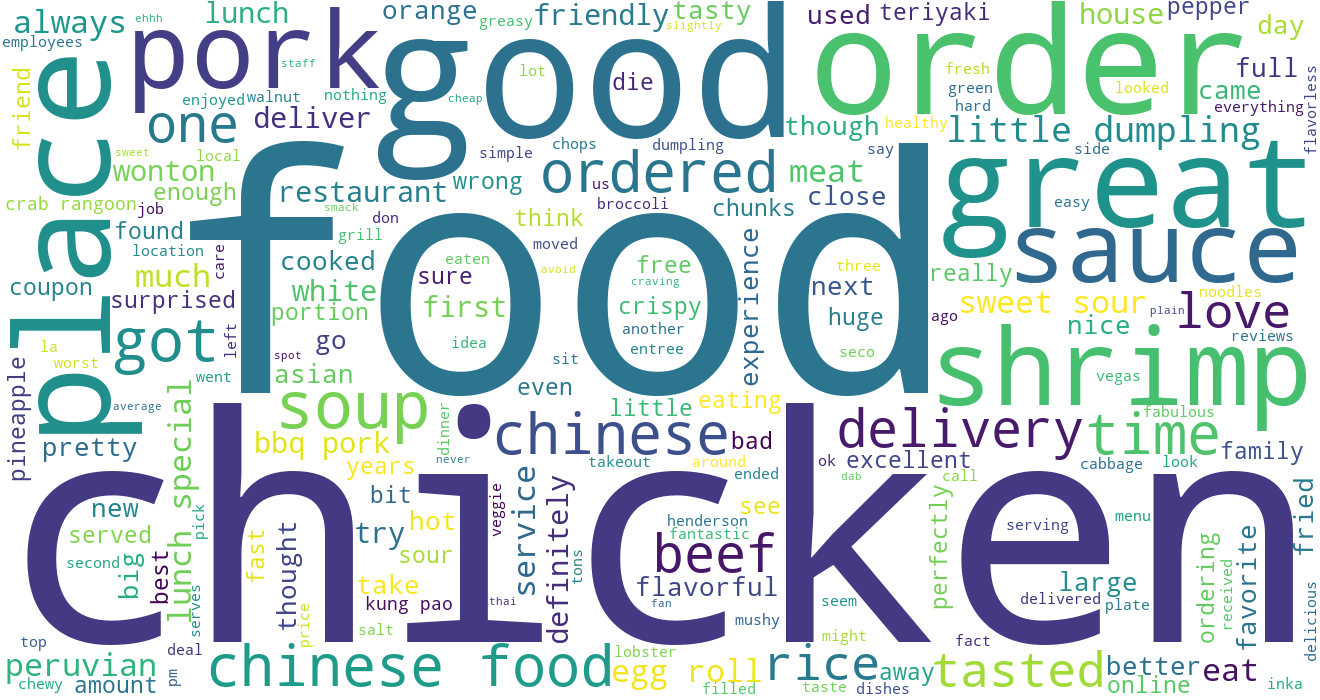 always
employees
ehhh
lunch
orange
greasy
friendly
tasty
slightly
used
teriyaki
house
pepper
day
pork
staff
good
lot
die
order
full
fresh
looked
green
came
hard
everything
friend
place
enjoyed
walnut
nothing
cheap
one
deliver
though
healthy
little dumpling
flavorless
sweet
local
simple
chops
dumpling
say
side
wonton
restaurant
wrong
ordered
meat
great
enough
us
broccoli
close
easy
crab rangoon
job
smack
don
think
chunks
found
grill
moved
sauce
location
care
food
cooked
eaten
free
experience
really
much
sure
avoid
craving
three
next
coupon
surprised
white
first
crispy
sweet sour
noodles
love
portion
huge
ago
plain
nice
reviews
got
left
go
idea
another
entree
la
worst
spot
sit
seco
shrimp
pineapple
went
asian
even
vegas
average
soup
little
eating
fabulous
pretty
lunch special
bbq pork
dinner
chinese
bad
delivery
time
family
never
takeout
around
ok
excellent
cabbage
look
years
ended
dab
call
new
pick
bit
hot
veggie
service
definitely
see
perfectly
menu
served
try
henderson
fantastic
serving
fried
second
big
best
fast
thought
sour
beef
chicken
tons
flavorful
large
ordering
received
favorite
take
kung pao
thai
fan
seem
delivered
plate
serves
price
salt
mushy
might
fact
delicious
top
deal
lobster
peruvian
chinese food
egg roll
rice
away
tasted
better
eat
chewy
amount
pm
filled
taste
dishes
online
inka